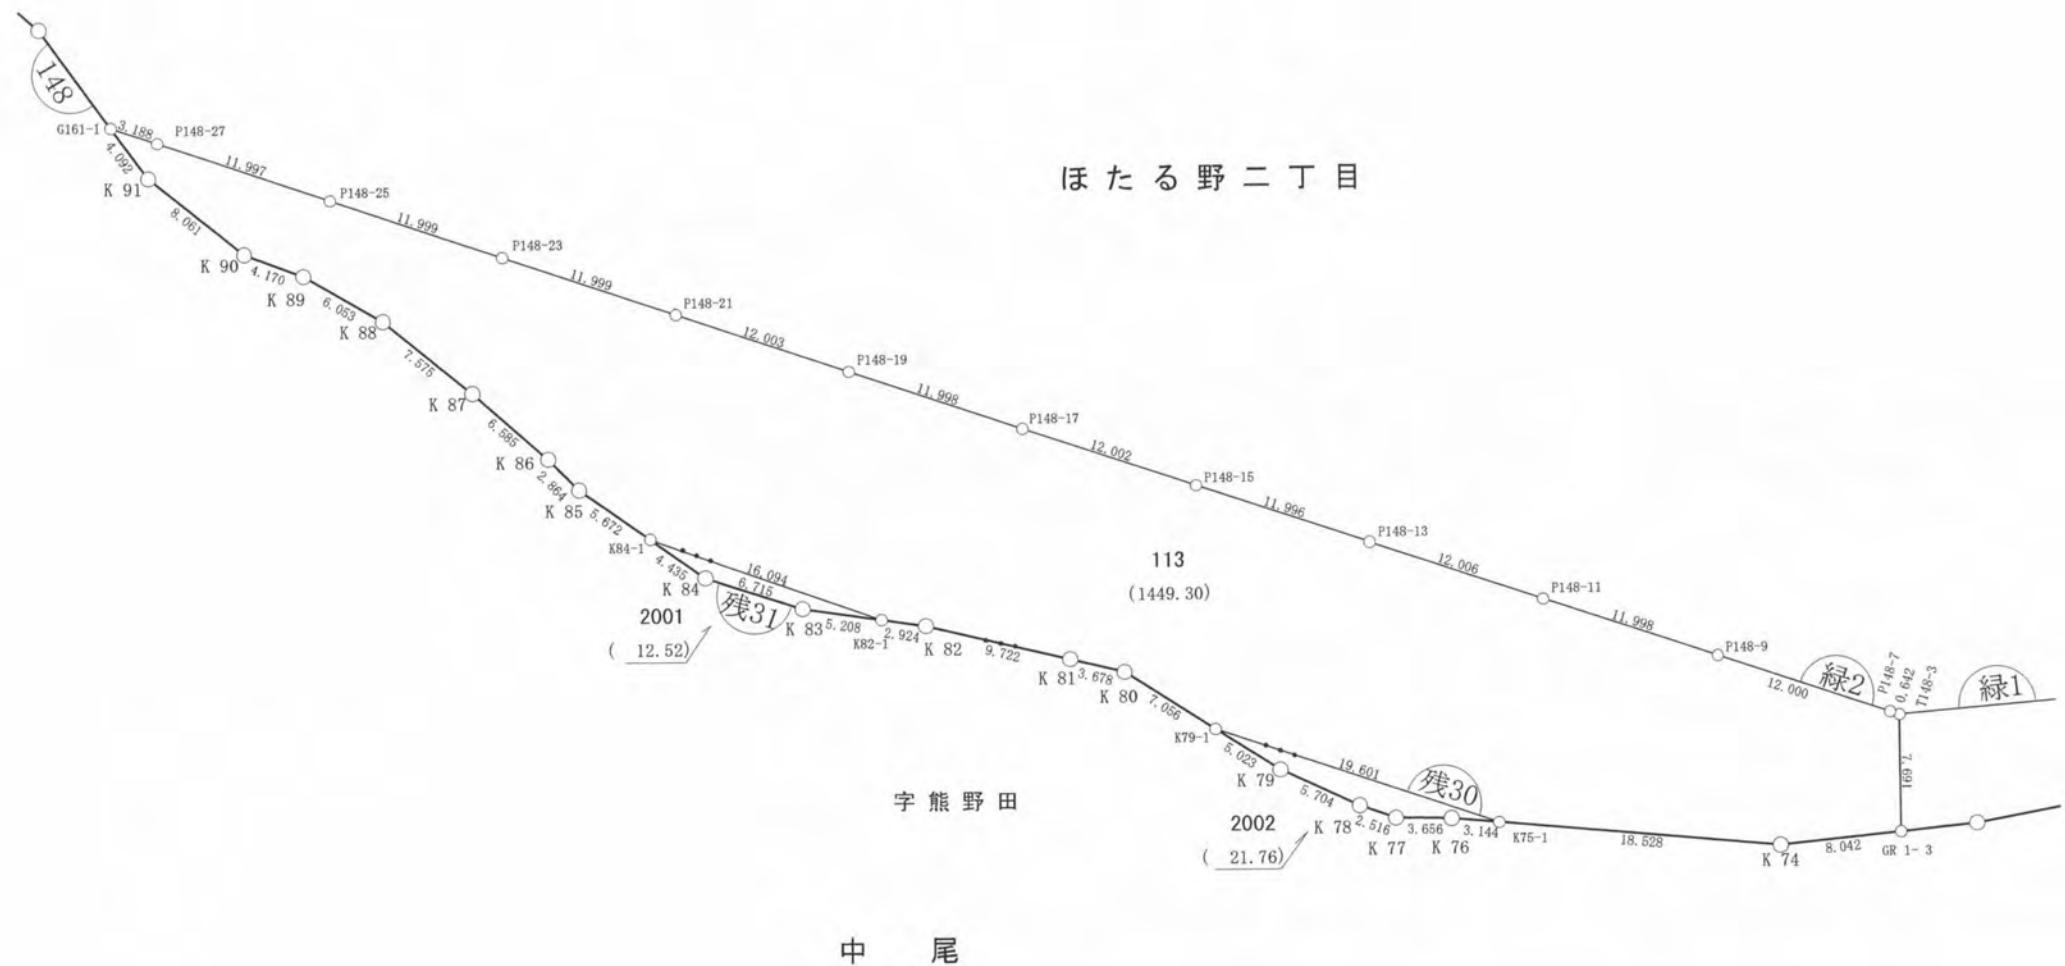 148
G161-1
3.188
P148-27
4.092
K 91
11.997
P148-25
8.061
11.999
P148-23
K 90
4.170
K 89
6.053
K 88
11.999
P148-21
7.575
12.003
P148-19
K 87
11.998
P148-17
6.585
K 86
2.864
K 85
12.002
P148-15
5.672
K84-1
11.996
P148-13
ほたる野二丁目
113
(1449.30)
12.006
P148-11
11.998
P148-9
緑2
12.000
P148-7
0.642
T148-3
緑1
7.691
4.435
K 84
16.094
6.715
残31
K 83
5.208
K82-1
2.924
K 82
2001
( 12.52)
9.722
K 81
3.678
K 80
7.056
K79-1
5.023
K 79
19.601
残30
5.704
K 78
2.516
K 77
3.656
K 76
3.144
K75-1
18.528
K 74
8.042
GR 1- 3
字熊野田
2002
( 21.76)
中尾